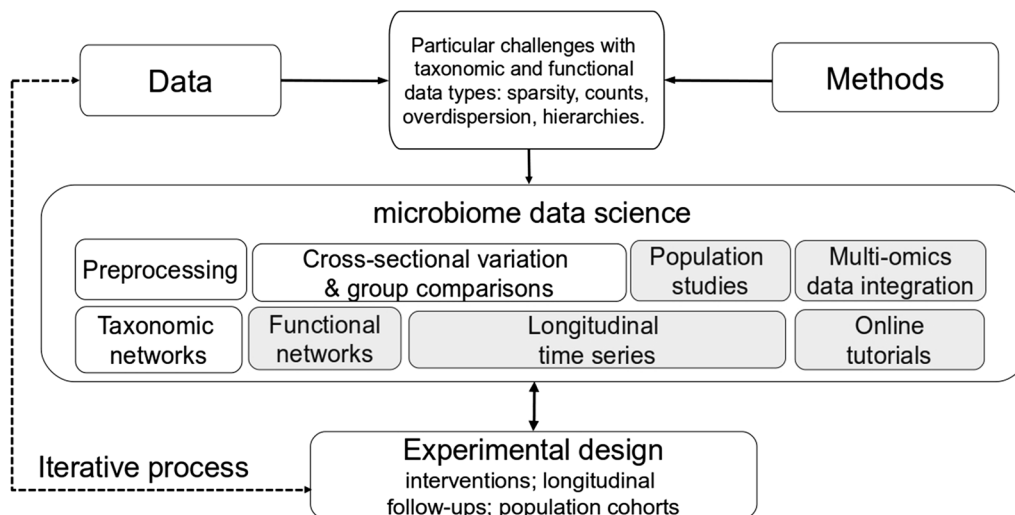 Data
Particular challenges with
taxonomic and functional
data types: sparsity, counts,
overdispersion, hierarchies.
Methods
microbiome data science
Preprocessing
Cross-sectional variation
& group comparisons
Population
studies
Multi-omics
data integration
Taxonomic
networks
Functional
networks
Longitudinal
time series
Online
tutorials
Iterative process
Experimental design
interventions; longitudinal
follow-ups; population cohorts